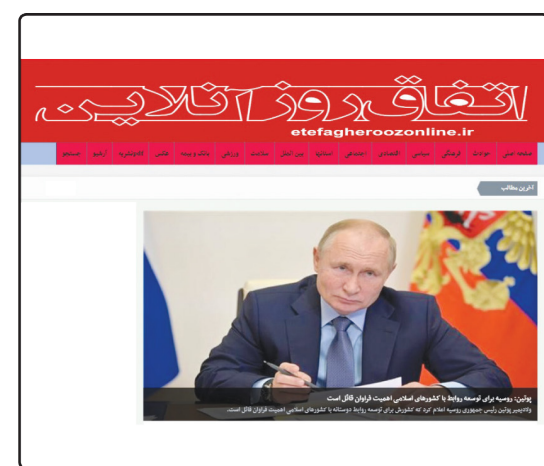 اتفاق روز آنلاین
etefagheroozonline.ir
صفحه اصلی حوادث فرهنگی سیاسی اقتصادی اجتماعی استانها بین الملل سلامت ورزشی بانک و بیمه عکس آرشیو جستجو
آخرین مطالب
پوتین: روسیه برای توسعه روابط با کشورهای اسلامی اهمیت فراوان قائل است
ولادیمیر پوتین رئیس جمهوری روسیه اعلام کرد که کشورش برای توسعه روابط دوستانه با کشورهای اسلامی اهمیت فراوان قائل است.